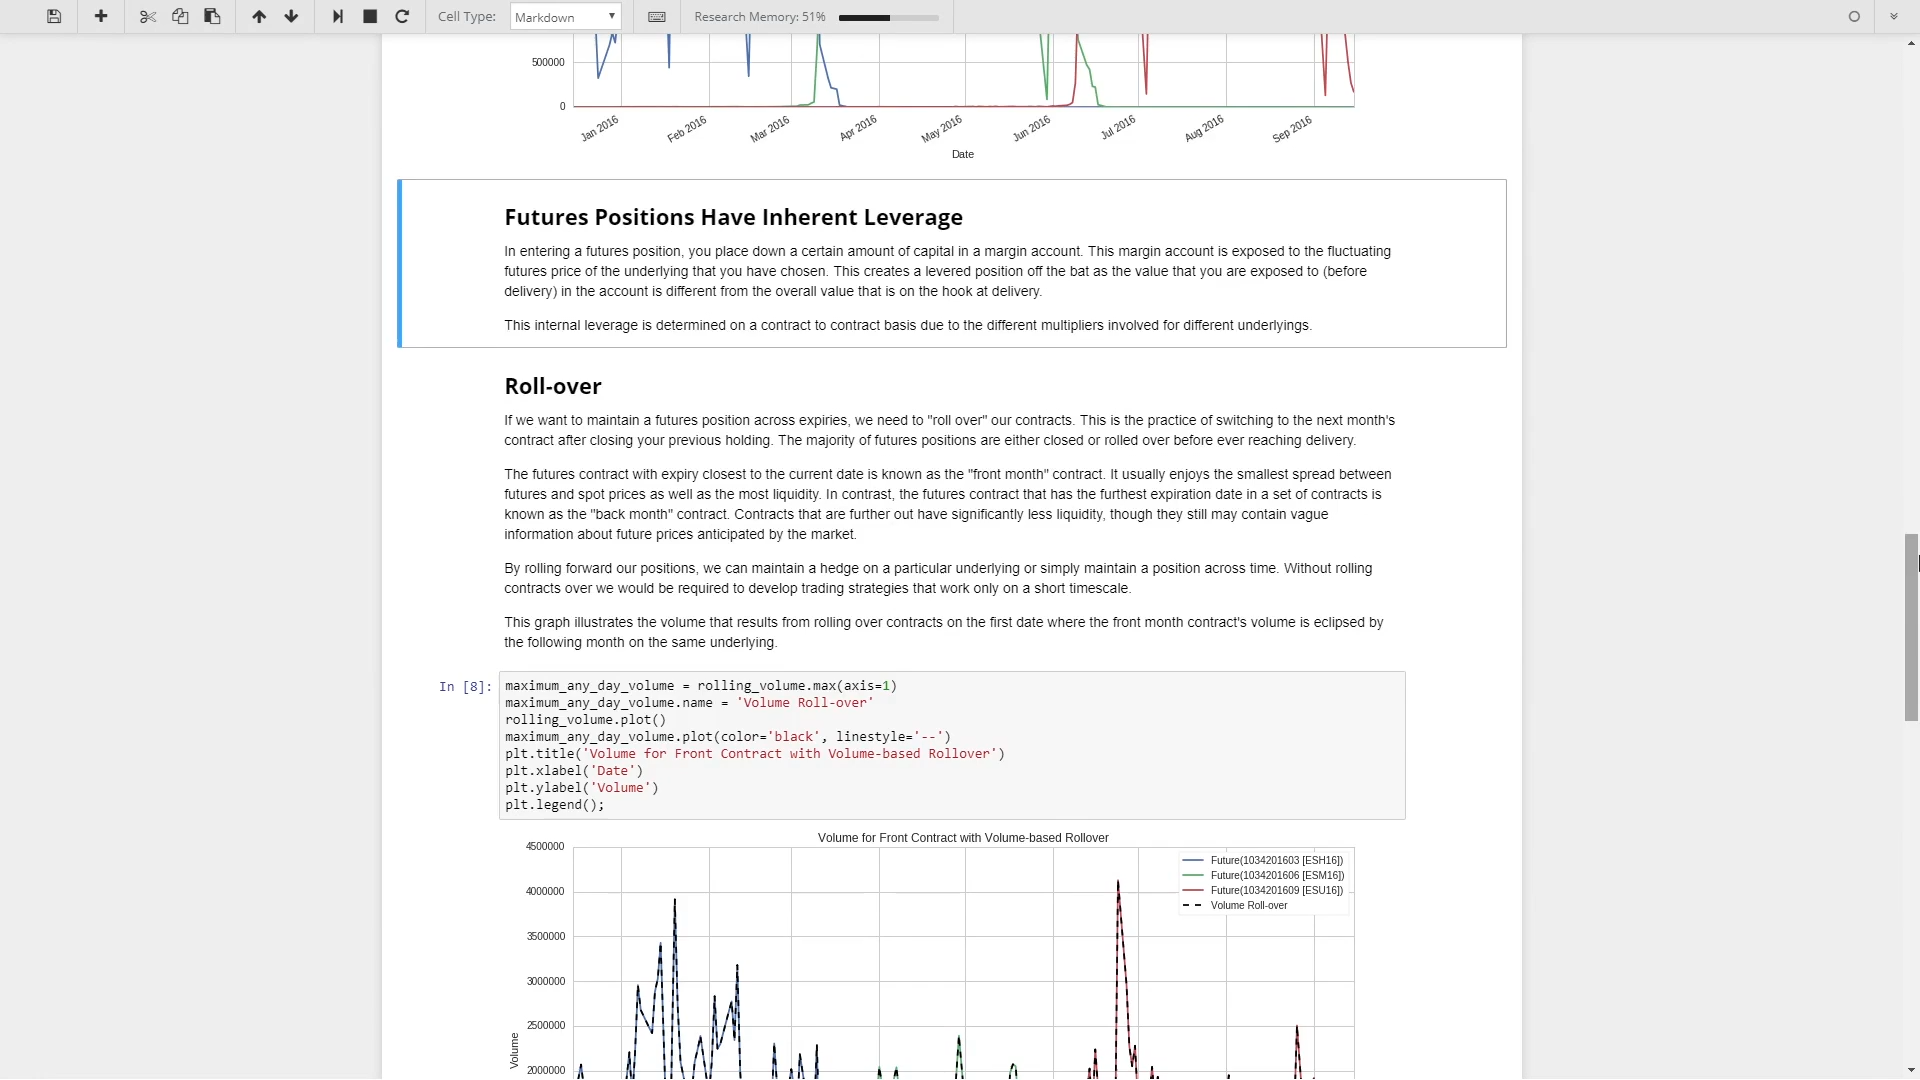 Cell Type: Markdown Research Memory: 51%
500000
0
Jan 2016 Feb 2016 Mar 2016 Apr 2016 May 2016 Jun 2016 Jul 2016 Aug 2016 Sep 2016
Date
Futures Positions Have Inherent Leverage
In entering a futures position, you place down a certain amount of capital in a margin account. This margin account is exposed to the fluctuating
futures price of the underlying that you have chosen. This creates a levered position off the bat as the value that you are exposed to (before
delivery) in the account is different from the overall value that is on the hook at delivery.
This internal leverage is determined on a contract to contract basis due to the different multipliers involved for different underlyings.
Roll-over
If we want to maintain a futures position across expiries, we need to "roll over" our contracts. This is the practice of switching to the next month's
contract after closing your previous holding. The majority of futures positions are either closed or rolled over before ever reaching delivery.
The futures contract with expiry closest to the current date is known as the "front month" contract. It usually enjoys the smallest spread between
futures and spot prices as well as the most liquidity. In contrast, the futures contract that has the furthest expiration date in a set of contracts is
known as the "back month" contract. Contracts that are further out have significantly less liquidity, though they still may contain vague
information about future prices anticipated by the market.
By rolling forward our positions, we can maintain a hedge on a particular underlying or simply maintain a position across time. Without rolling
contracts over we would be required to develop trading strategies that work only on a short timescale.
This graph illustrates the volume that results from rolling over contracts on the first date where the front month contract's volume is eclipsed by
the following month on the same underlying.
In [8]: maximum_any_day_volume = rolling_volume.max(axis=1)
maximum_any_day_volume.name = 'Volume Roll-over'
rolling_volume.plot()
maximum_any_day_volume.plot(color='black', linestyle='--')
plt.title('Volume for Front Contract with Volume-based Rollover')
plt.xlabel('Date')
plt.ylabel('Volume')
plt.legend();
Volume for Front Contract with Volume-based Rollover
4500000
Future(1034201603 [ESH16])
Future(1034201606 [ESM16])
Future(1034201609 [ESU16])
Volume Roll-over
4000000
3500000
3000000
2500000
2000000
Volume